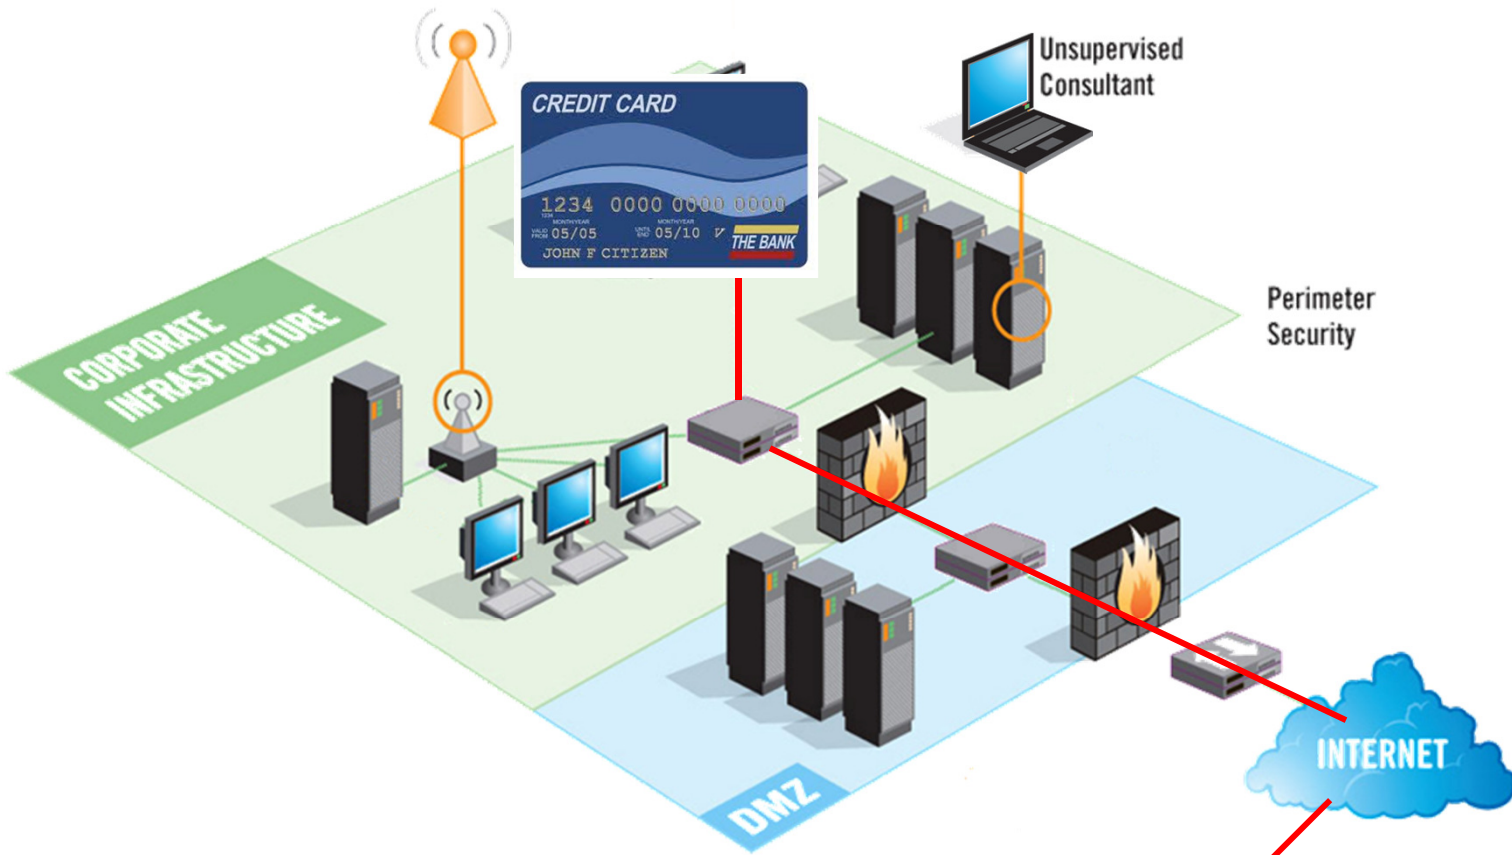 Unsupervised
Consultant
CREDIT CARD
1234 0000 0000 0000
1234
MONTH/YEAR MONTH/YEAR
VALID FROM 05/05 UNTIL END 05/10 V
THE BANK
JOHN F CITIZEN
Perimeter
Security
CORPORATE
INFRASTRUCTURE
INTERNET
DMZ